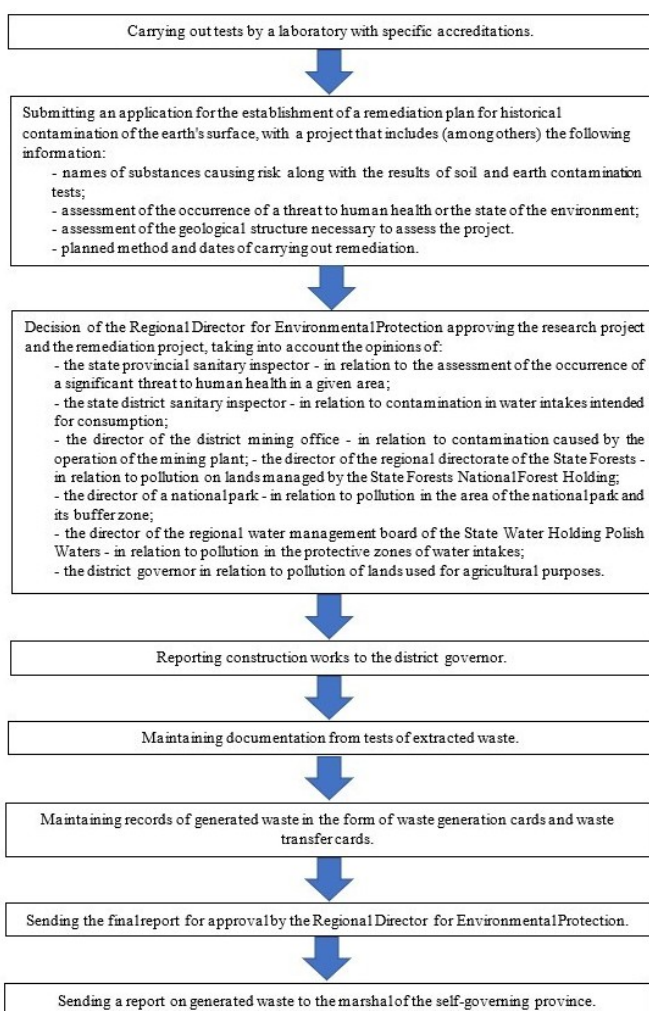 Carrying out tests by a laboratory with specific accreditations.
Submitting an application for the establishment of a remediation plan for historical
contamination of the earth's surface, with a project that includes (among others) the following
information:
- names of substances causing risk along with the results of soil and earth contamination
tests;
- assessment of the occurrence of a threat to human health or the state of the environment;
- assessment of the geological structure necessary to assess the project.
- planned method and dates of carrying out remediation.
Decision of the Regional Director for Environmental Protection approving the research project
and the remediation project, taking into account the opinions of:
- the state provincial sanitary inspector - in relation to the assessment of the occurrence of
a significant threat to human health in a given area;
- the state district sanitary inspector - in relation to contamination in water intakes intended
for consumption;
- the director of the district mining office - in relation to contamination caused by the
operation of the mining plant; - the director of the regional directorate of the State Forests -
in relation to pollution on lands managed by the State Forests National Forest Holding;
- the director of a national park - in relation to pollution in the area of the national park and
its buffer zone;
- the director of the regional water management board of the State Water Holding Polish
Waters - in relation to pollution in the protective zones of water intakes;
- the district governor in relation to pollution of lands used for agricultural purposes.
Reporting construction works to the district governor.
Maintaining documentation from tests of extracted waste.
Maintaining records of generated waste in the form of waste generation cards and waste
transfer cards.
Sending the final report for approval by the Regional Director for Environmental Protection.
Sending a report on generated waste to the marshal of the self-governing province.